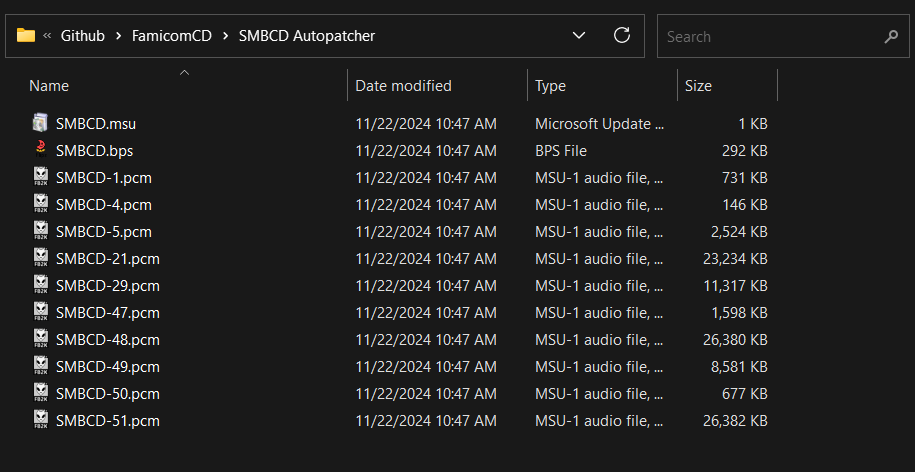 « Github > FamicomCD > SMBCD Autopatcher Search
Name Date modified Type Size
SMBCD.msu 11/22/2024 10:47 AM Microsoft Update ... 1 KB
SMBCD.bps 11/22/2024 10:47 AM BPS File 292 KB
SMBCD-1.pcm 11/22/2024 10:47 AM MSU-1 audio file, ... 731 KB
SMBCD-4.pcm 11/22/2024 10:47 AM MSU-1 audio file, ... 146 KB
SMBCD-5.pcm 11/22/2024 10:47 AM MSU-1 audio file, ... 2,524 KB
SMBCD-21.pcm 11/22/2024 10:47 AM MSU-1 audio file, ... 23,234 KB
SMBCD-29.pcm 11/22/2024 10:47 AM MSU-1 audio file, ... 11,317 KB
SMBCD-47.pcm 11/22/2024 10:47 AM MSU-1 audio file, ... 1,598 KB
SMBCD-48.pcm 11/22/2024 10:47 AM MSU-1 audio file, ... 26,380 KB
SMBCD-49.pcm 11/22/2024 10:47 AM MSU-1 audio file, ... 8,581 KB
SMBCD-50.pcm 11/22/2024 10:47 AM MSU-1 audio file, ... 677 KB
SMBCD-51.pcm 11/22/2024 10:47 AM MSU-1 audio file, ... 26,382 KB